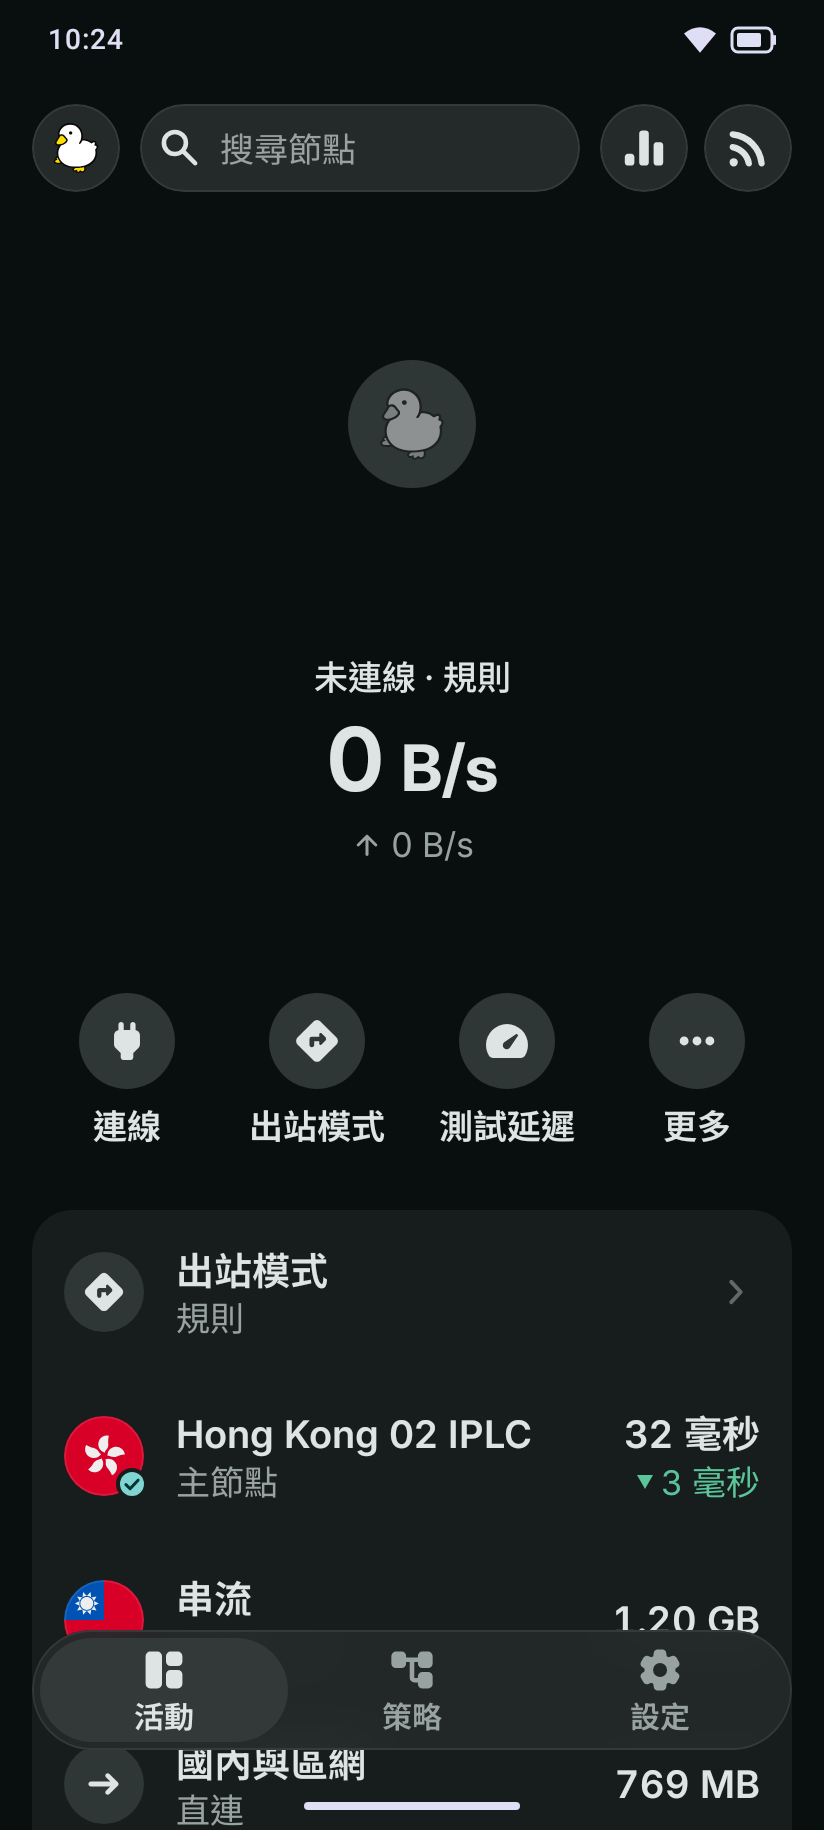 10:24
搜尋節點
未連線 · 規則
0 B/s
↑ 0 B/s
連線
出站模式
測試延遲
更多
出站模式
規則
Hong Kong 02 IPLC
32 毫秒
主節點
▼3 毫秒
串流
1.20 GB
活動
策略
設定
國內與區網
769 MB
直連